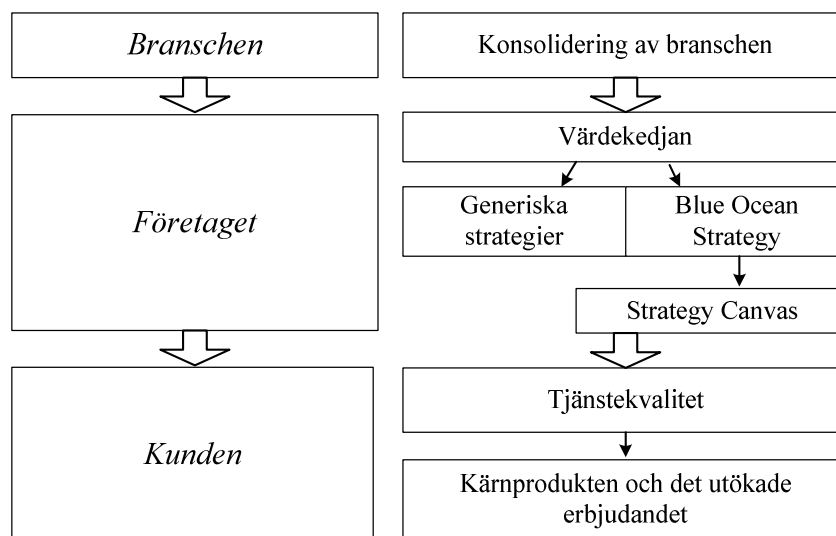 Branschen
Konsolidering av branschen
Värdekedjan
Företaget
Generiska
strategier
Blue Ocean
Strategy
Strategy Canvas
Kunden
Tjänstekvalitet
Kärnprodukten och det utökade
erbjudandet